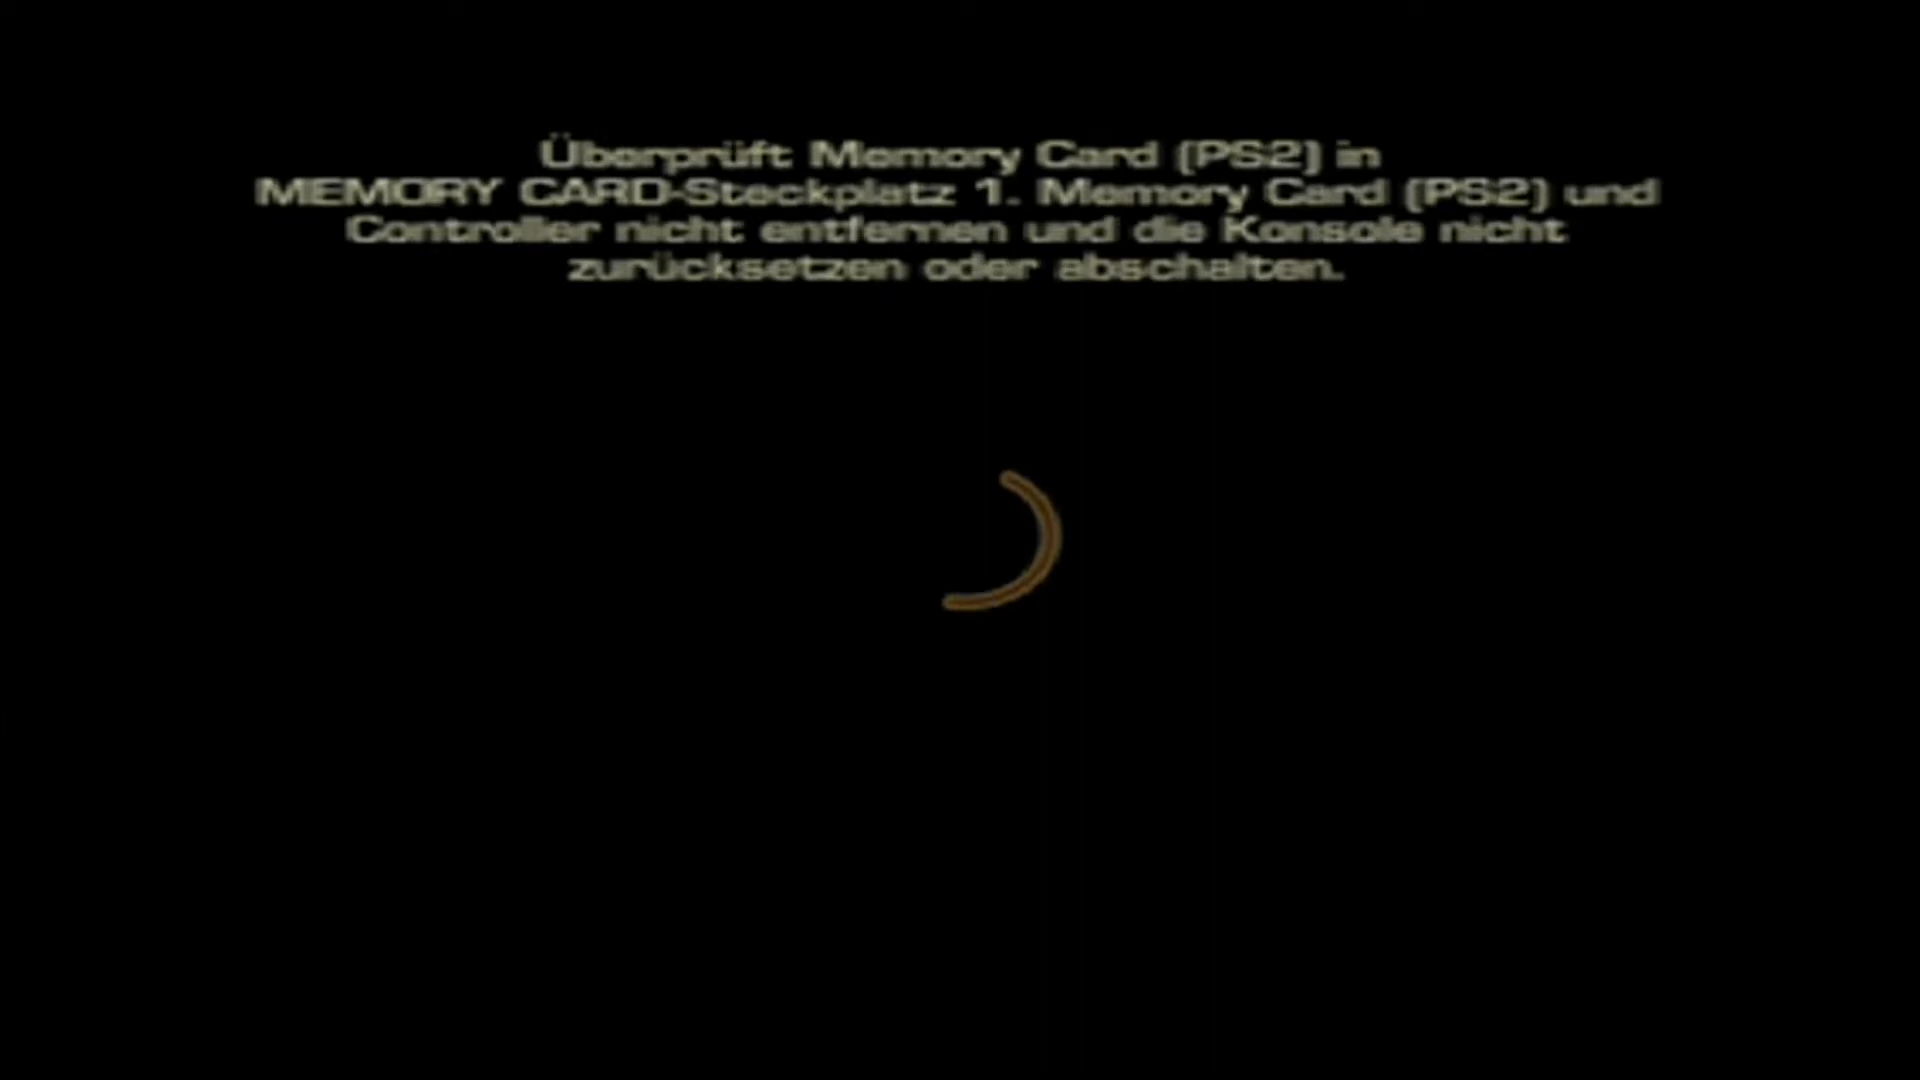 Überprüft Memory Card (PS2) in
MEMORY CARD-Steckplatz 1. Memory Card (PS2) und
Controller nicht entfernen und die Konsole nicht
zurücksetzen oder abschalten.